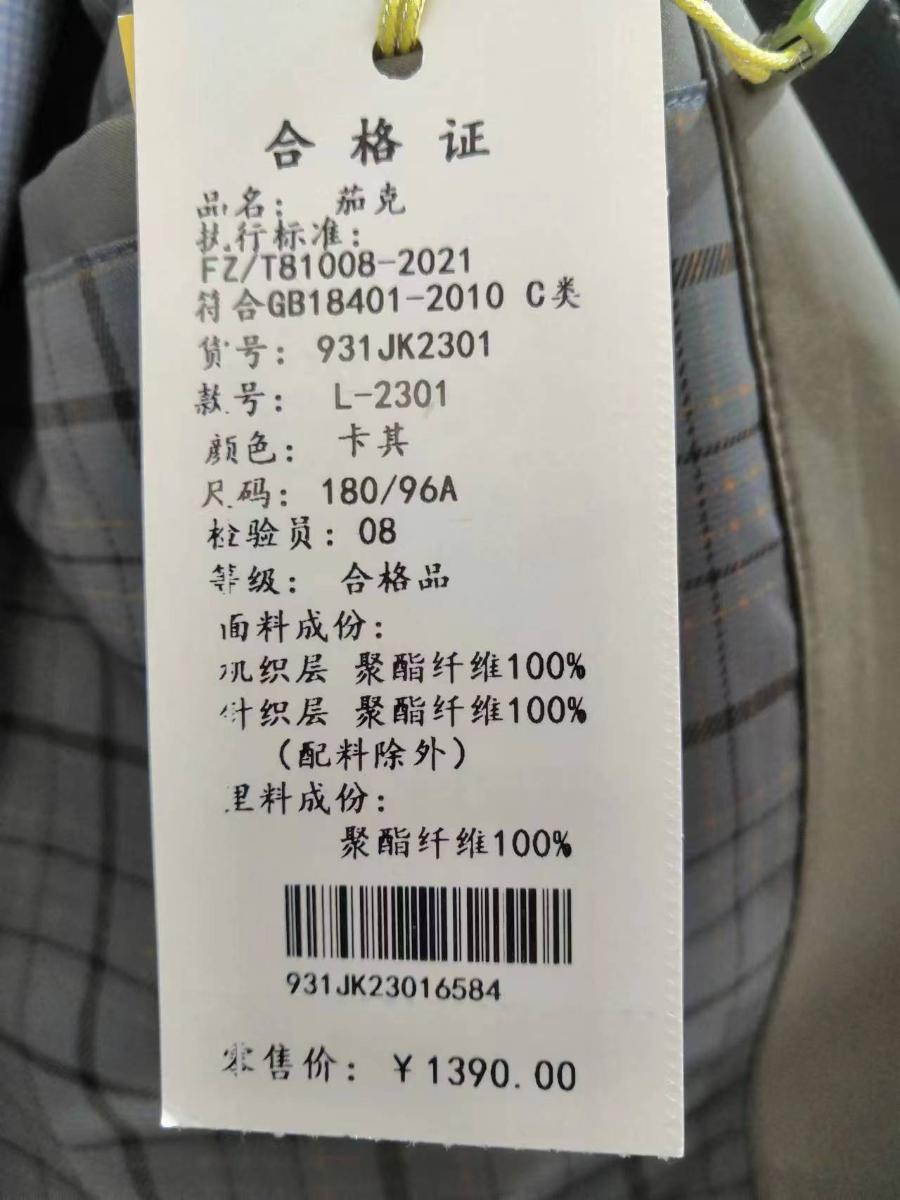 合格证
品名： 茄克
执行标准：
FZ/T81008-2021
符合GB18401-2010 C类
货号：931JK2301
款号： L-2301
颜色： 卡其
尺码：180/96A
检验员：08
等级： 合格品
面料成份：
机织层 聚酯纤维100%
针织层 聚酯纤维100%
（配料除外）
里料成份：
聚酯纤维100%
931JK23016584
零售价：￥1390.00